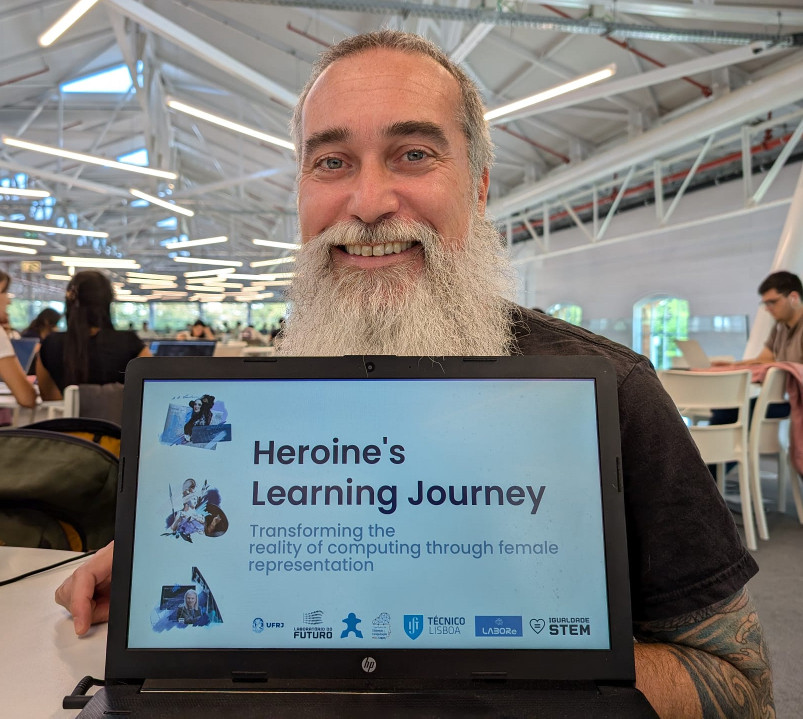 Heroine's
Learning Journey
Transforming the
reality of computing through female
representation
UFRJ
LABORATÓRIO DO
FUTURO
TÉCNICO
LISBOA
LABORe
IGUALDADE
STEM
hp